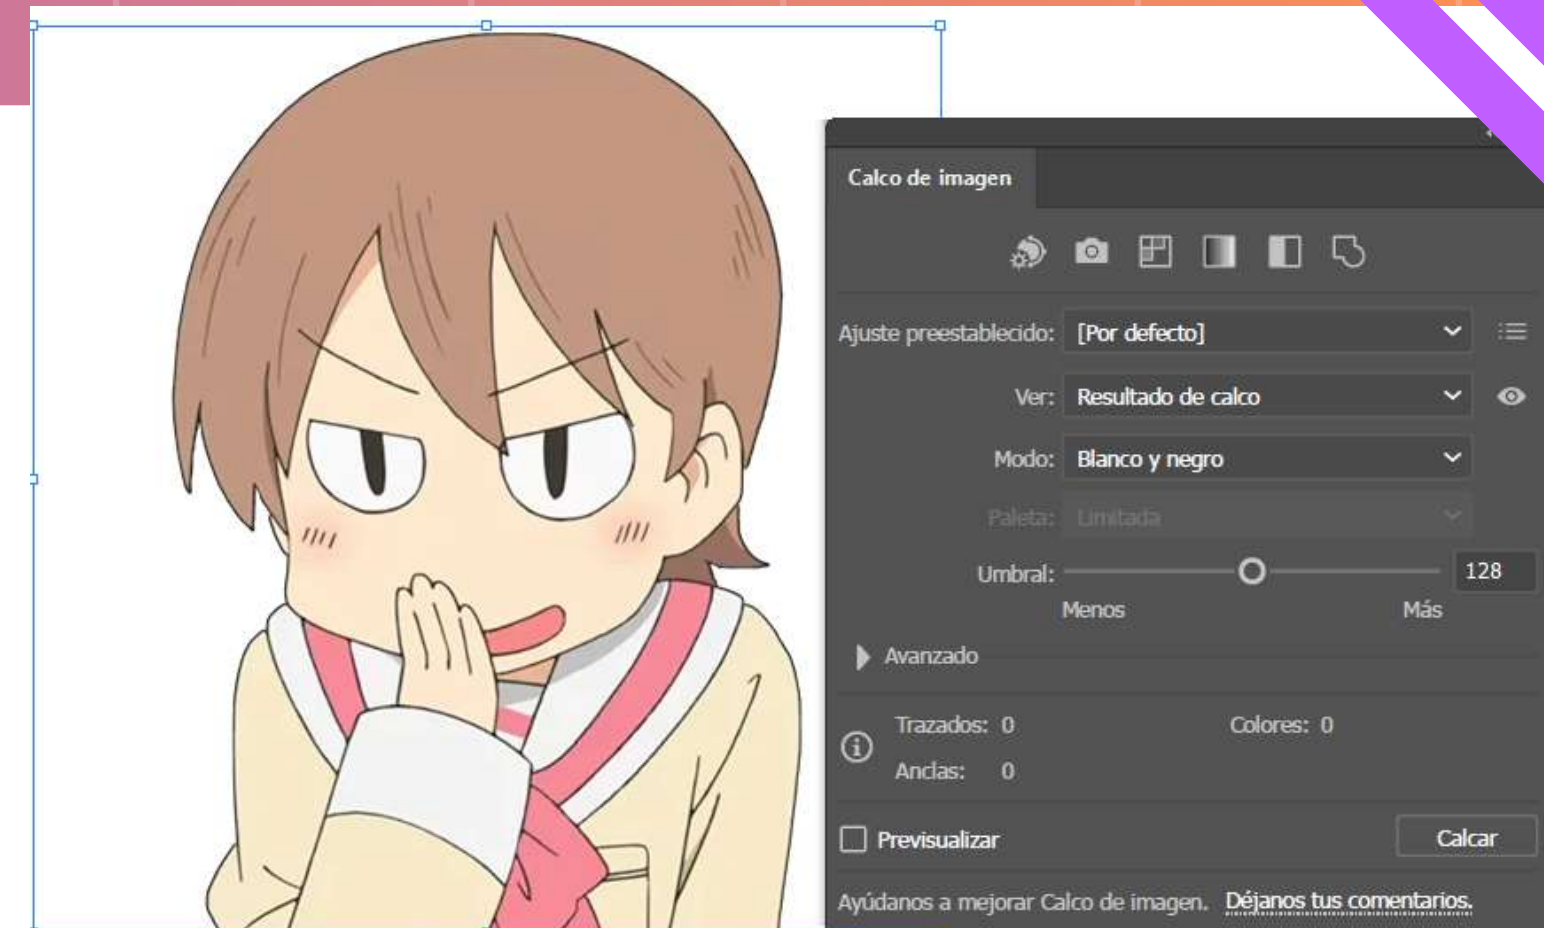 Calco de imagen
Ajuste preestablecido: [Por defecto]
Ver: Resultado de calco
Modo: Blanco y negro
Paleta: Limitada
Umbral: 128
Menos Más
Avanzado
Trazados: 0 Colores: 0
Anclas: 0
Previsualizar Calcar
Ayúdanos a mejorar Calco de imagen. Déjanos tus comentarios.